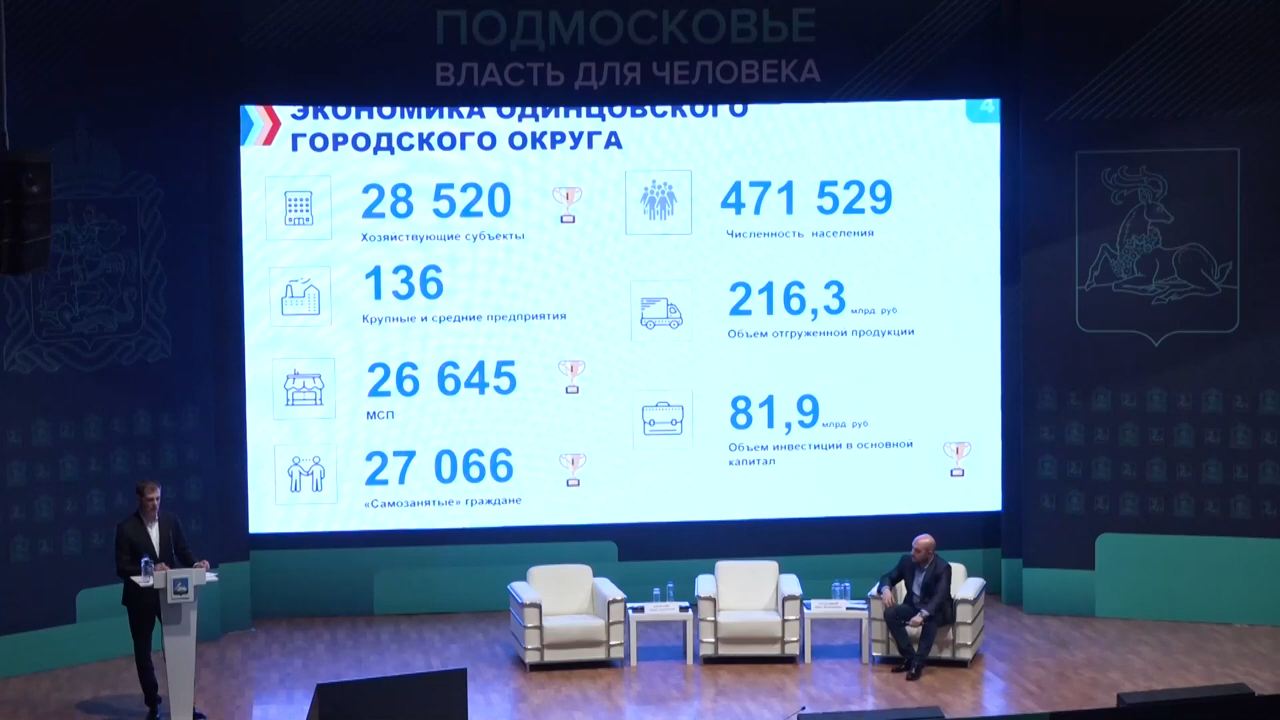 ПОДМОСКОВЬЕ
ВЛАСТЬ ДЛЯ ЧЕЛОВЕКА
ЭКОНОМИКА ОДИНЦОВСКОГО
ГОРОДСКОГО ОКРУГА
4
28 520
Хозяйствующие субъекты
136
Крупные и средние предприятия
26 645
МСП
27 066
«Самозанятые» граждане
471 529
Численность населения
216,3 млрд. руб
Объем отгруженной продукции
81,9 млрд. руб
Объем инвестиций в основной
капитал